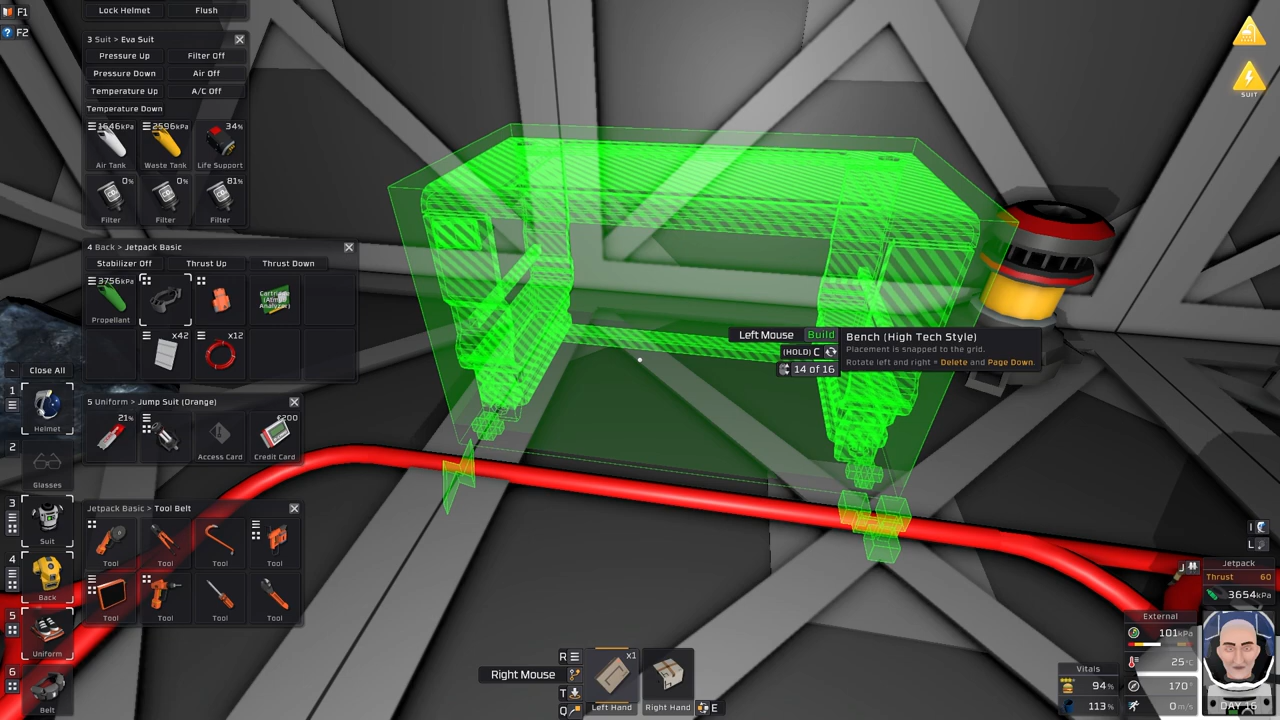 F1
Lock Helmet
Flush
F2
3 Suit > Eva Suit
Pressure Up
Filter Off
Pressure Down
Air Off
Temperature Up
A/C Off
Temperature Down
1646kPa
2596kPa
34%
Air Tank
Waste Tank
Life Support
0%
0%
81%
Filter
Filter
Filter
SUIT
4 Back > Jetpack Basic
Stabilizer Off
Thrust Up
Thrust Down
3756kPa
Propellant
Cartridge
(Atmos
Analyzer)
x42
x12
Left Mouse
Build
Bench (High Tech Style)
Placement is snapped to the grid.
Rotate left and right = Delete and Page Down.
(HOLD) C
14 of 16
Close All
1
Helmet
2
Glasses
3
Suit
4
Back
5
Uniform
6
Belt
5 Uniform > Jump Suit (Orange)
21%
€200
Access Card
Credit Card
Jetpack Basic > Tool Belt
Tool
Tool
Tool
Tool
Tool
Tool
Tool
Tool
R
Right Mouse
T
Q
x1
Left Hand
Right Hand
E
I
L
J
Jetpack
Thrust 60
3654kPa
External
101kPa
25°C
170°
0m/s
Vitals
94%
113%
DAY 16